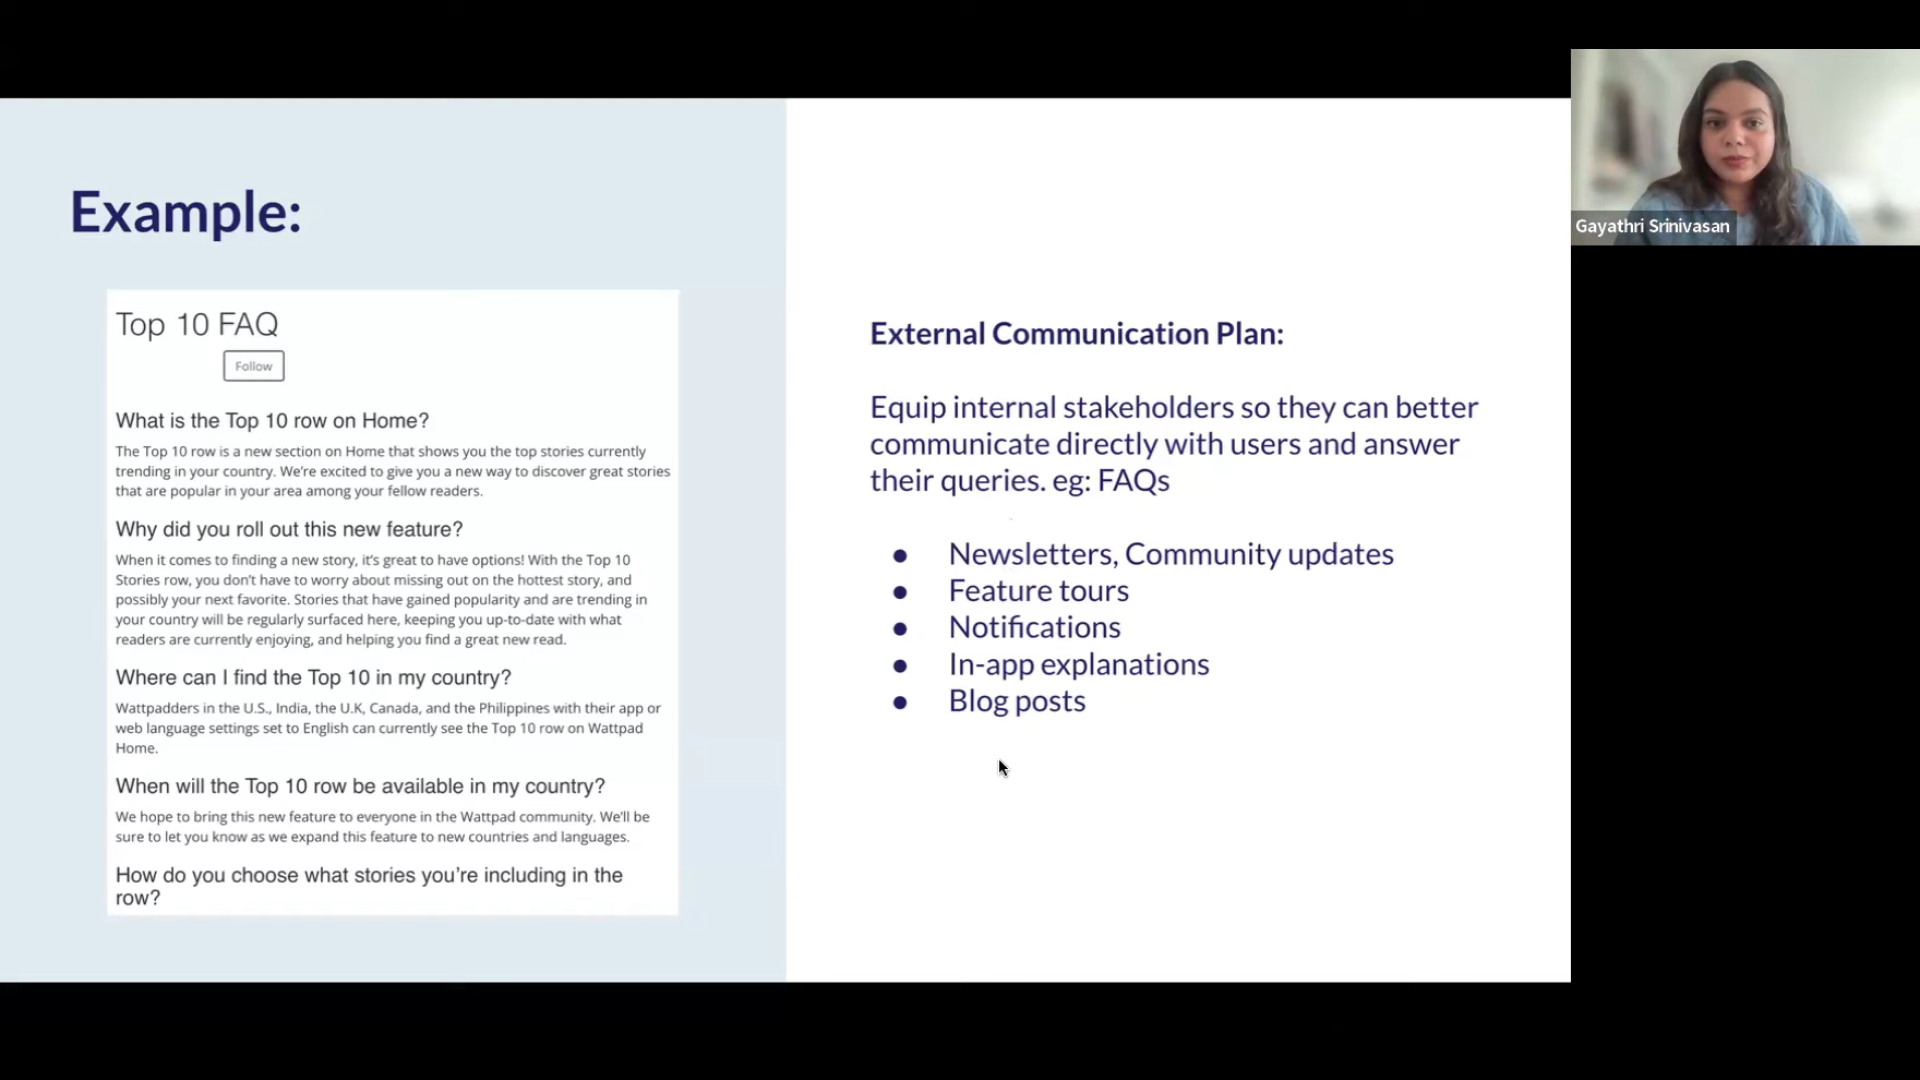 Example:
Top 10 FAQ
Follow
What is the Top 10 row on Home?
The Top 10 row is a new section on Home that shows you the top stories currently
trending in your country. We're excited to give you a new way to discover great stories
that are popular in your area among your fellow readers.
Why did you roll out this new feature?
When it comes to finding a new story, it's great to have options! With the Top 10
Stories row, you don't have to worry about missing out on the hottest story, and
possibly your next favorite. Stories that have gained popularity and are trending in
your country will be regularly surfaced here, keeping you up-to-date with what
readers are currently enjoying, and helping you find a great new read.
Where can I find the Top 10 in my country?
Wattpadders in the U.S., India, the U.K, Canada, and the Philippines with their app or
web language settings set to English can currently see the Top 10 row on Wattpad
Home.
When will the Top 10 row be available in my country?
We hope to bring this new feature to everyone in the Wattpad community. We'll be
sure to let you know as we expand this feature to new countries and languages.
How do you choose what stories you're including in the
row?
External Communication Plan:
Equip internal stakeholders so they can better
communicate directly with users and answer
their queries. eg: FAQs
● Newsletters, Community updates
● Feature tours
● Notifications
● In-app explanations
● Blog posts
Gayathri Srinivasan